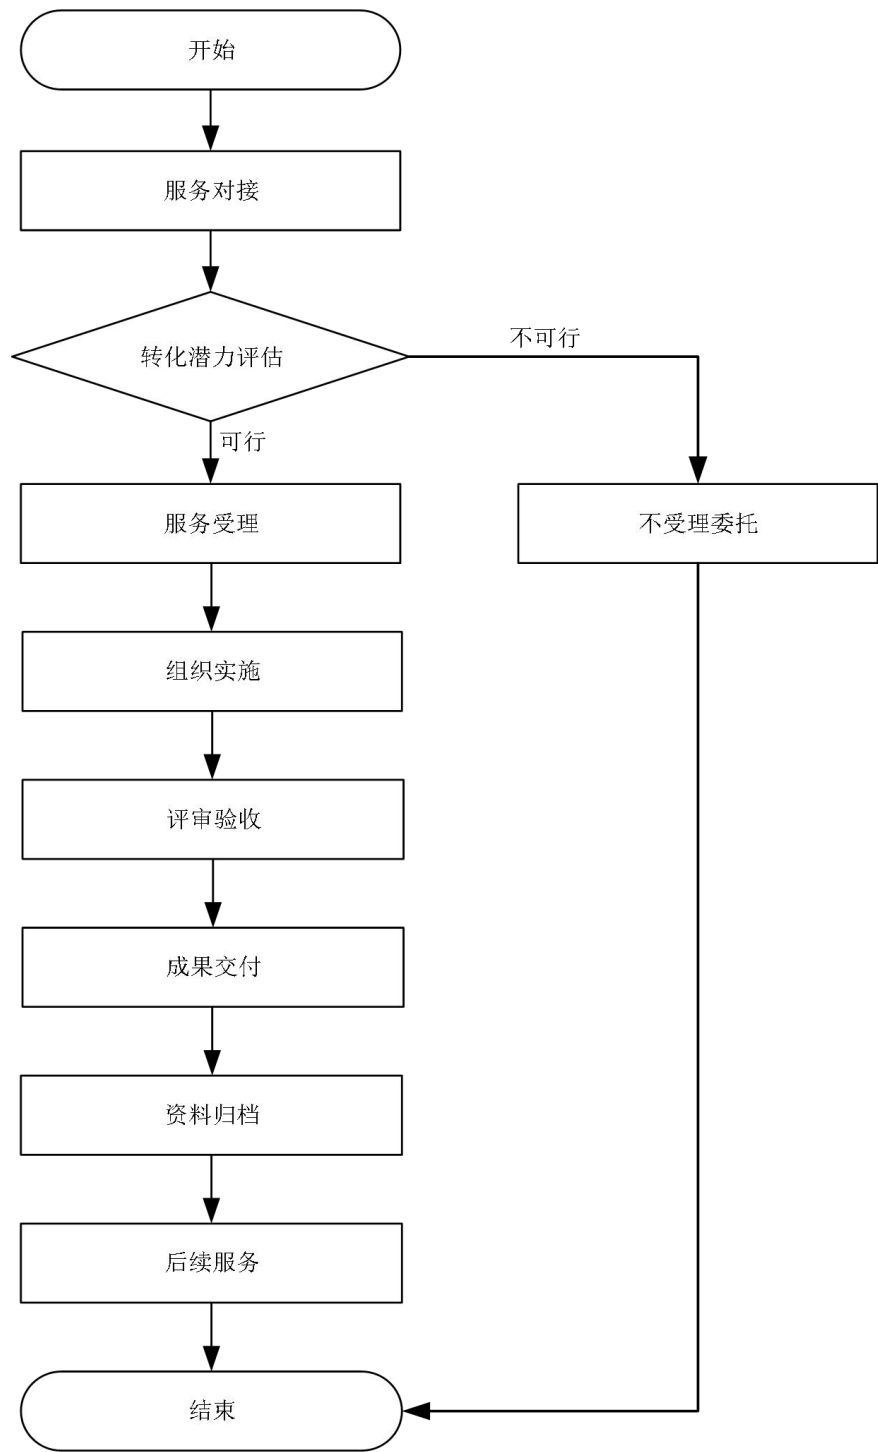 开始
服务对接
转化潜力评估
不可行
可行
服务受理
不受理委托
组织实施
评审验收
成果交付
资料归档
后续服务
结束